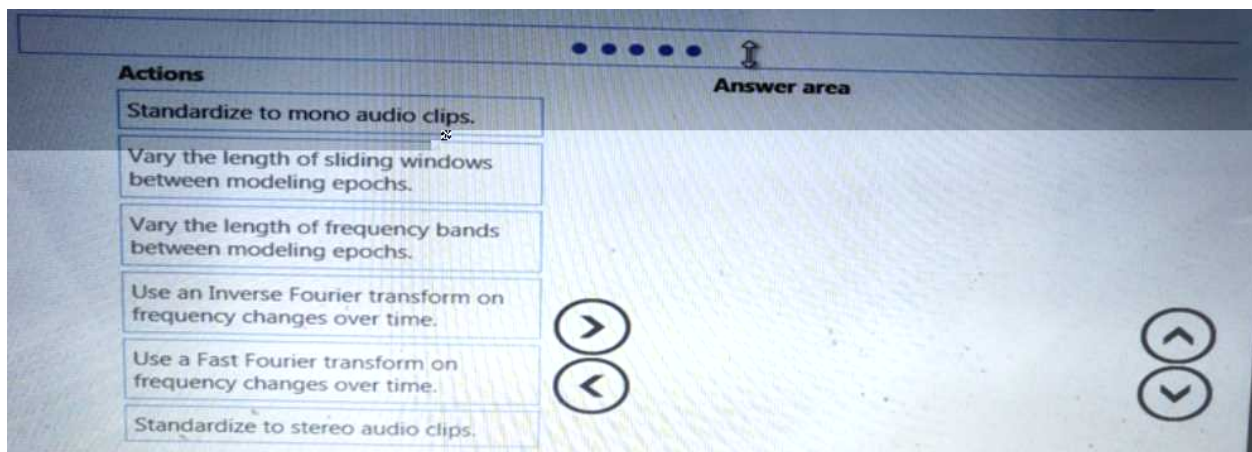 Actions
Answer area
Standardize to mono audio clips.
Vary the length of sliding windows
between modeling epochs.
Vary the length of frequency bands
between modeling epochs.
Use an Inverse Fourier transform on
frequency changes over time.
Use a Fast Fourier transform on
frequency changes over time.
Standardize to stereo audio clips.